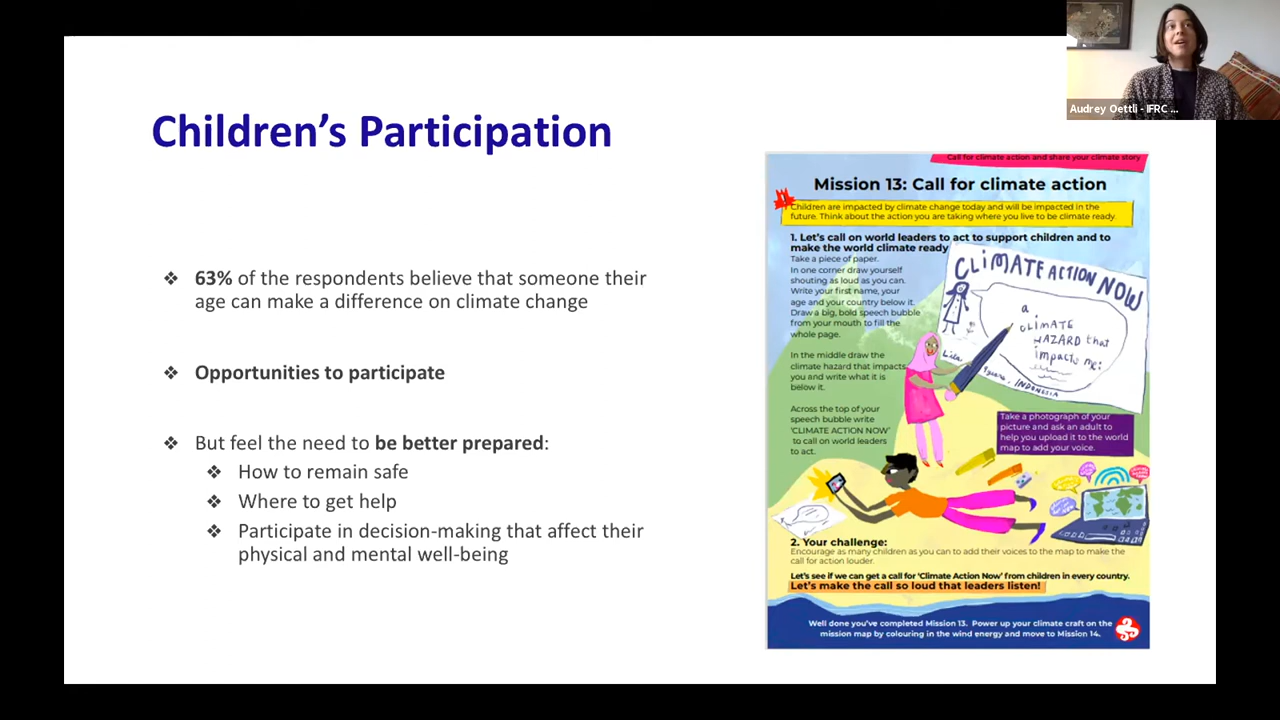 Audrey Oettli - IFRC ...
Children's Participation
❖ 63% of the respondents believe that someone their
age can make a difference on climate change
❖ Opportunities to participate
❖ But feel the need to be better prepared:
❖ How to remain safe
❖ Where to get help
❖ Participate in decision-making that affect their
physical and mental well-being
Call for climate action and share your climate story
Mission 13: Call for climate action
Children are impacted by climate change today and will be impacted in the
future. Think about the action you are taking where you live to be climate ready.
1. Let's call on world leaders to act to support children and to
make the world climate ready
Take a piece of paper.
In one corner draw yourself
shouting as loud as you can.
Write your first name, your
age and your country below it.
Draw a big, bold speech bubble
from your mouth to fill the
whole page.
In the middle draw the
climate hazard that impacts
you and write what it is
below it.
Across the top of your
speech bubble write
'CLIMATE ACTION NOW'
to call on world leaders
to act.
CLIMATE ACTION NOW
a
CLIMATE
HAZARD that
impacts me:
Lila
9 years, INDONESIA
Take a photograph of your
picture and ask an adult to
help you upload it to the world
map to add your voice.
2. Your challenge:
Encourage as many children as you can to add their voices to the map to make the
call for action louder.
Let's see if we can get a call for 'Climate Action Now' from children in every country.
Let's make the call so loud that leaders listen!
Well done you've completed Mission 13. Power up your climate craft on the
mission map by colouring in the wind energy and move to Mission 14.